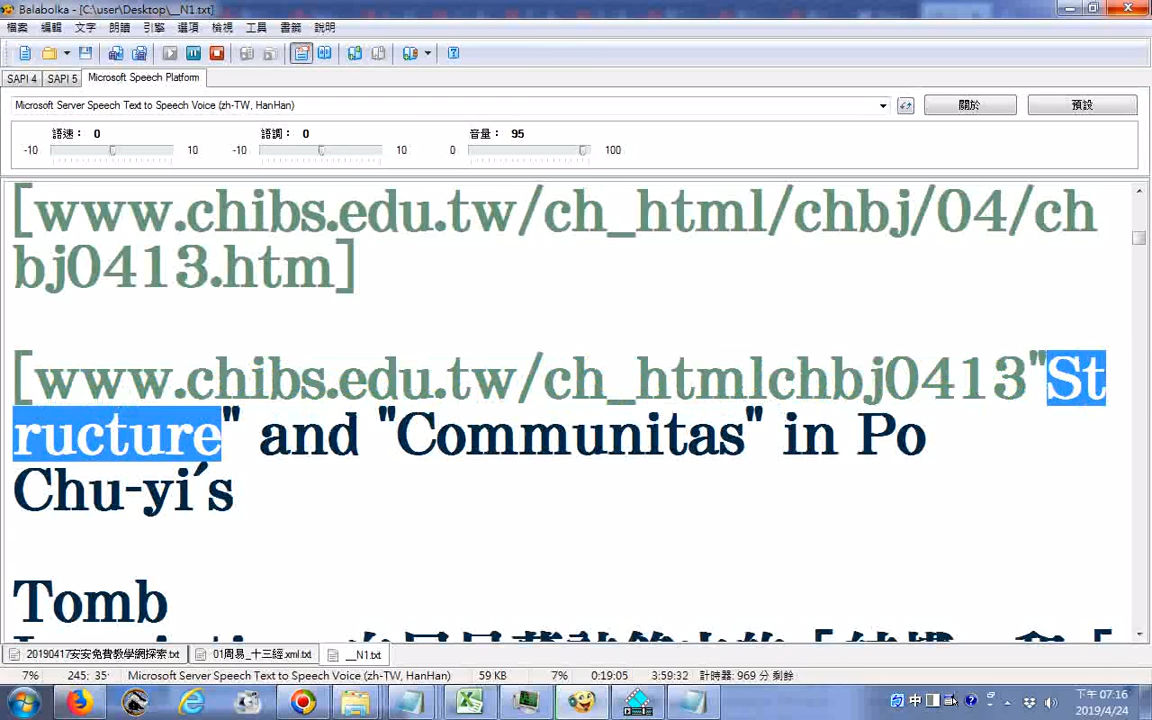 Balabolka - [C:\user\Desktop\__N1.txt]
檔案 編輯 文字 朗讀 引擎 選項 檢視 工具 書籤 說明
SAPI 4 SAPI 5 Microsoft Speech Platform
Microsoft Server Speech Text to Speech Voice (zh-TW, HanHan) 關於 預設
語速： 0 語調： 0 音量： 95
-10 10 -10 10 0 100
[www.chibs.edu.tw/ch_html/chbj/04/ch
bj0413.htm]
[www.chibs.edu.tw/ch_htmlchbj0413"St
ructure" and "Communitas" in Po
Chu-yi´s
Tomb
20190417安安免費教學網探索.txt 01周易_十三經.xml.txt __N1.txt
7% 245: 35 Microsoft Server Speech Text to Speech Voice (zh-TW, HanHan) 59 KB 7% 0:19:05 3:59:32 計時器: 969 分 剩餘
中 下午 07:16
2019/4/24